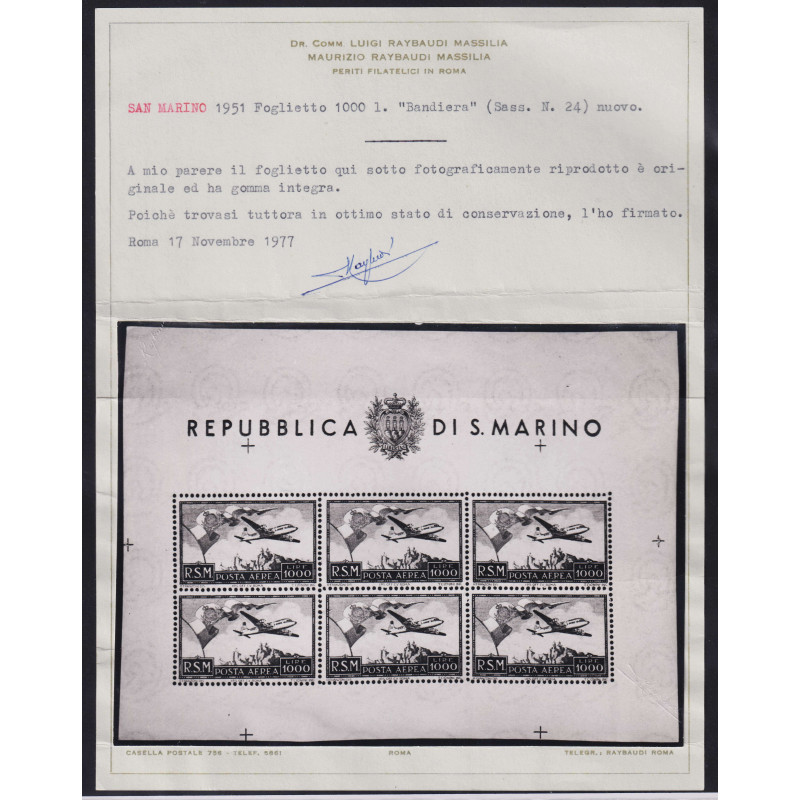 DR. COMM. LUIGI RAYBAUDI MASSILIA
MAURIZIO RAYBAUDI MASSILIA
PERITI FILATELICI IN ROMA
SAN MARINO 1951 Foglietto 1000 l. "Bandiera" (Sass. N. 24) nuovo.
A mio parere il foglietto qui sotto fotograficamente riprodotto è ori-
ginale ed ha gomma integra.
Poichè trovasi tuttora in ottimo stato di conservazione, l'ho firmato.
Roma 17 Novembre 1977
REPUBBLICA DI S. MARINO
R.S.M POSTA AEREA LIRE 1000
R.S.M POSTA AEREA LIRE 1000
R.S.M POSTA AEREA LIRE 1000
R.S.M POSTA AEREA LIRE 1000
R.S.M POSTA AEREA LIRE 1000
R.S.M POSTA AEREA LIRE 1000
CASELLA POSTALE 756 - TELEF. 6861 ROMA TELEGR.: RAYBAUDI ROMA